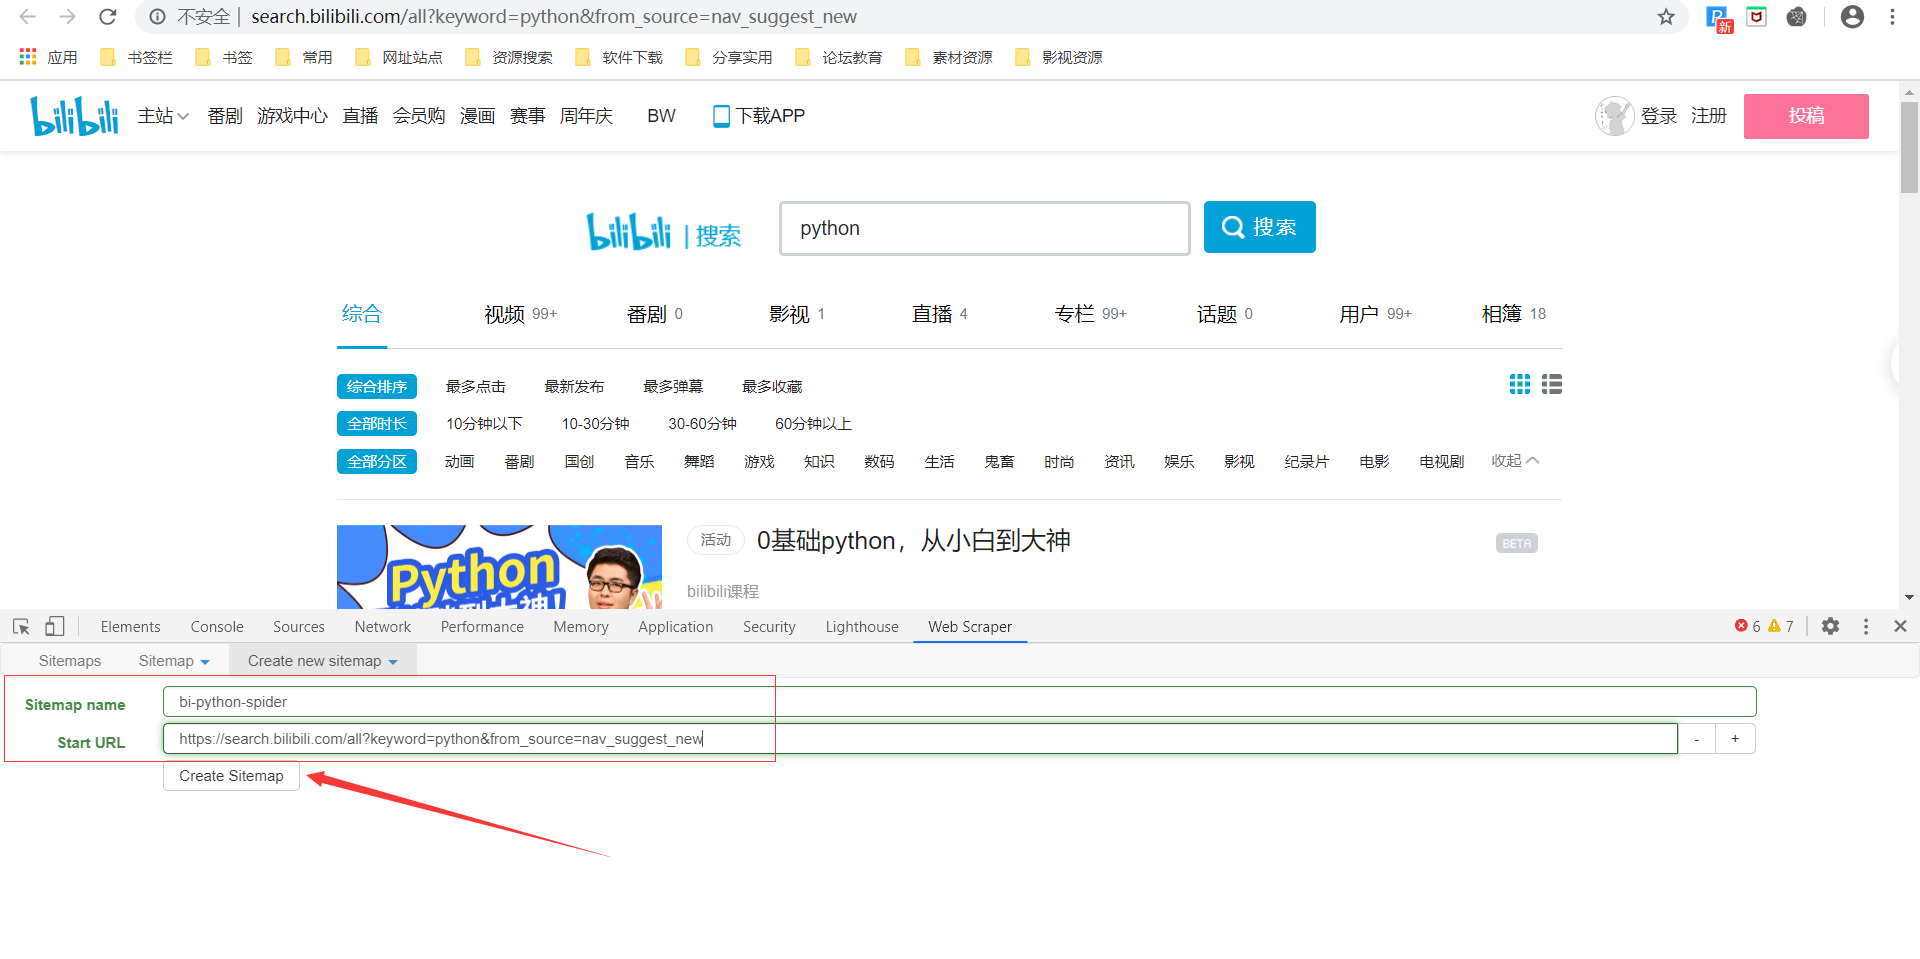 不安全 | search.bilibili.com/all?keyword=python&from_source=nav_suggest_new
新
应用 书签栏 书签 常用 网址站点 资源搜索 软件下载 分享实用 论坛教育 素材资源 影视资源
bilibili 主站 番剧 游戏中心 直播 会员购 漫画 赛事 周年庆 BW 下载APP 登录 注册 投稿
bilibili | 搜索 python 搜索
综合 视频 99+ 番剧 0 影视 1 直播 4 专栏 99+ 话题 0 用户 99+ 相簿 18
综合排序 最多点击 最新发布 最多弹幕 最多收藏
全部时长 10分钟以下 10-30分钟 30-60分钟 60分钟以上
全部分区 动画 番剧 国创 音乐 舞蹈 游戏 知识 数码 生活 鬼畜 时尚 资讯 娱乐 影视 纪录片 电影 电视剧 收起
活动 0基础python，从小白到大神 BETA
Python
bilibili课程
Elements Console Sources Network Performance Memory Application Security Lighthouse Web Scraper 6 7
Sitemaps Sitemap Create new sitemap
Sitemap name bi-python-spider
Start URL https://search.bilibili.com/all?keyword=python&from_source=nav_suggest_new - +
Create Sitemap